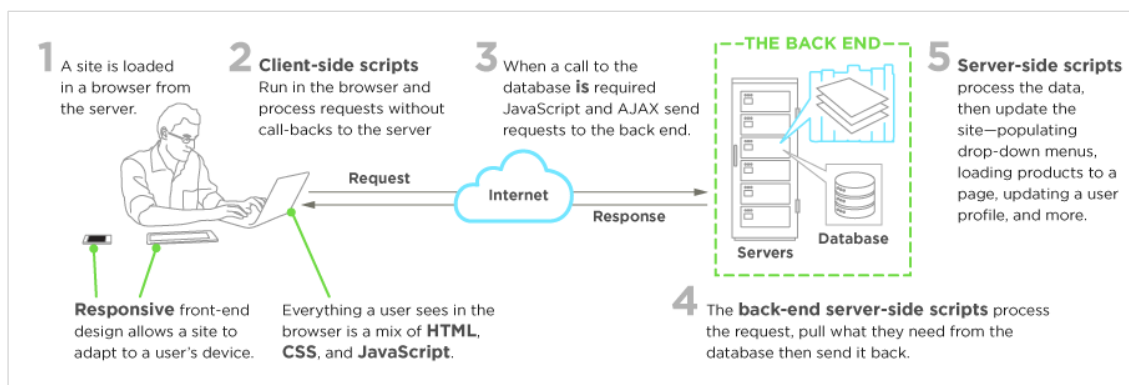 1
A site is loaded
in a browser from
the server.
2
Client-side scripts
Run in the browser and
process requests without
call-backs to the server
3
When a call to the
database is required
JavaScript and AJAX send
requests to the back end.
THE BACK END
5
Server-side scripts
process the data,
then update the
site—populating
drop-down menus,
loading products to a
page, updating a user
profile, and more.
Request
Internet
Response
Servers
Database
Responsive front-end
design allows a site to
adapt to a user's device.
Everything a user sees in the
browser is a mix of HTML,
CSS, and JavaScript.
4
The back-end server-side scripts process
the request, pull what they need from the
database then send it back.